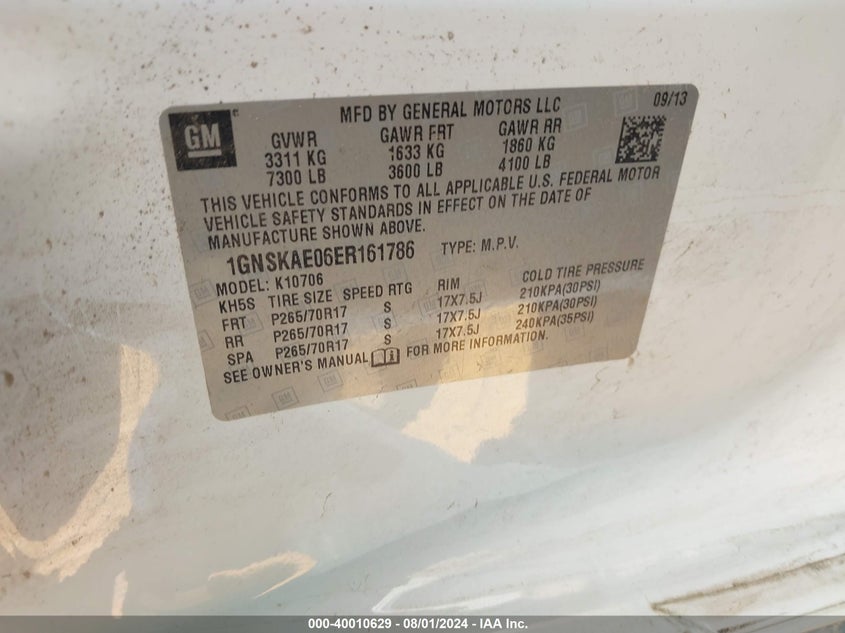 GM
MFD BY GENERAL MOTORS LLC 09/13
GVWR GAWR FRT GAWR RR
3311 KG 1633 KG 1860 KG
7300 LB 3600 LB 4100 LB
THIS VEHICLE CONFORMS TO ALL APPLICABLE U.S. FEDERAL MOTOR
VEHICLE SAFETY STANDARDS IN EFFECT ON THE DATE OF
MANUFACTURE SHOWN ABOVE.
1GNSKAE06ER161786 TYPE: M.P.V.
MODEL: K10706
KH5S TIRE SIZE SPEED RTG RIM COLD TIRE PRESSURE
FRT P265/70R17 S 17X7.5J 210KPA(30PSI)
RR P265/70R17 S 17X7.5J 210KPA(30PSI)
SPA P265/70R17 S 17X7.5J 240KPA(35PSI)
SEE OWNER'S MANUAL FOR MORE INFORMATION.
000-40010629 - 08/01/2024 - IAA Inc.